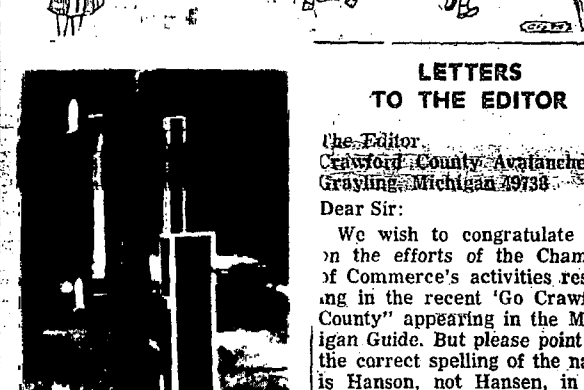 LETTERS
TO THE EDITOR
The Editor
Crawford County Avalanche
Grayling, Michigan 49738
Dear Sir:
We wish to congratulate
on the efforts of the Cham
of Commerce's activities res
ing in the recent 'Go Crawf
County" appearing in the M
igan Guide. But please point
the correct spelling of the na
is Hanson, not Hansen, in